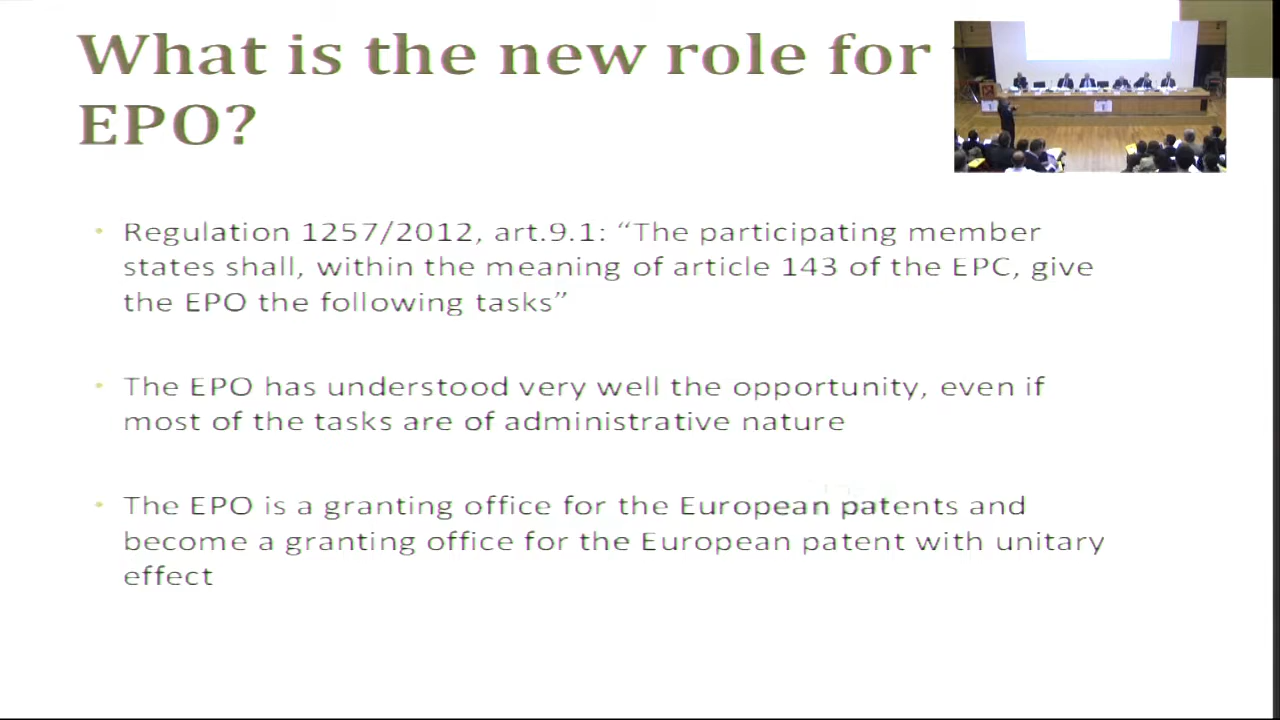 What is the new role for
EPO?
• Regulation 1257/2012, art.9.1: “The participating member
states shall, within the meaning of article 143 of the EPC, give
the EPO the following tasks”
• The EPO has understood very well the opportunity, even if
most of the tasks are of administrative nature
• The EPO is a granting office for the European patents and
become a granting office for the European patent with unitary
effect